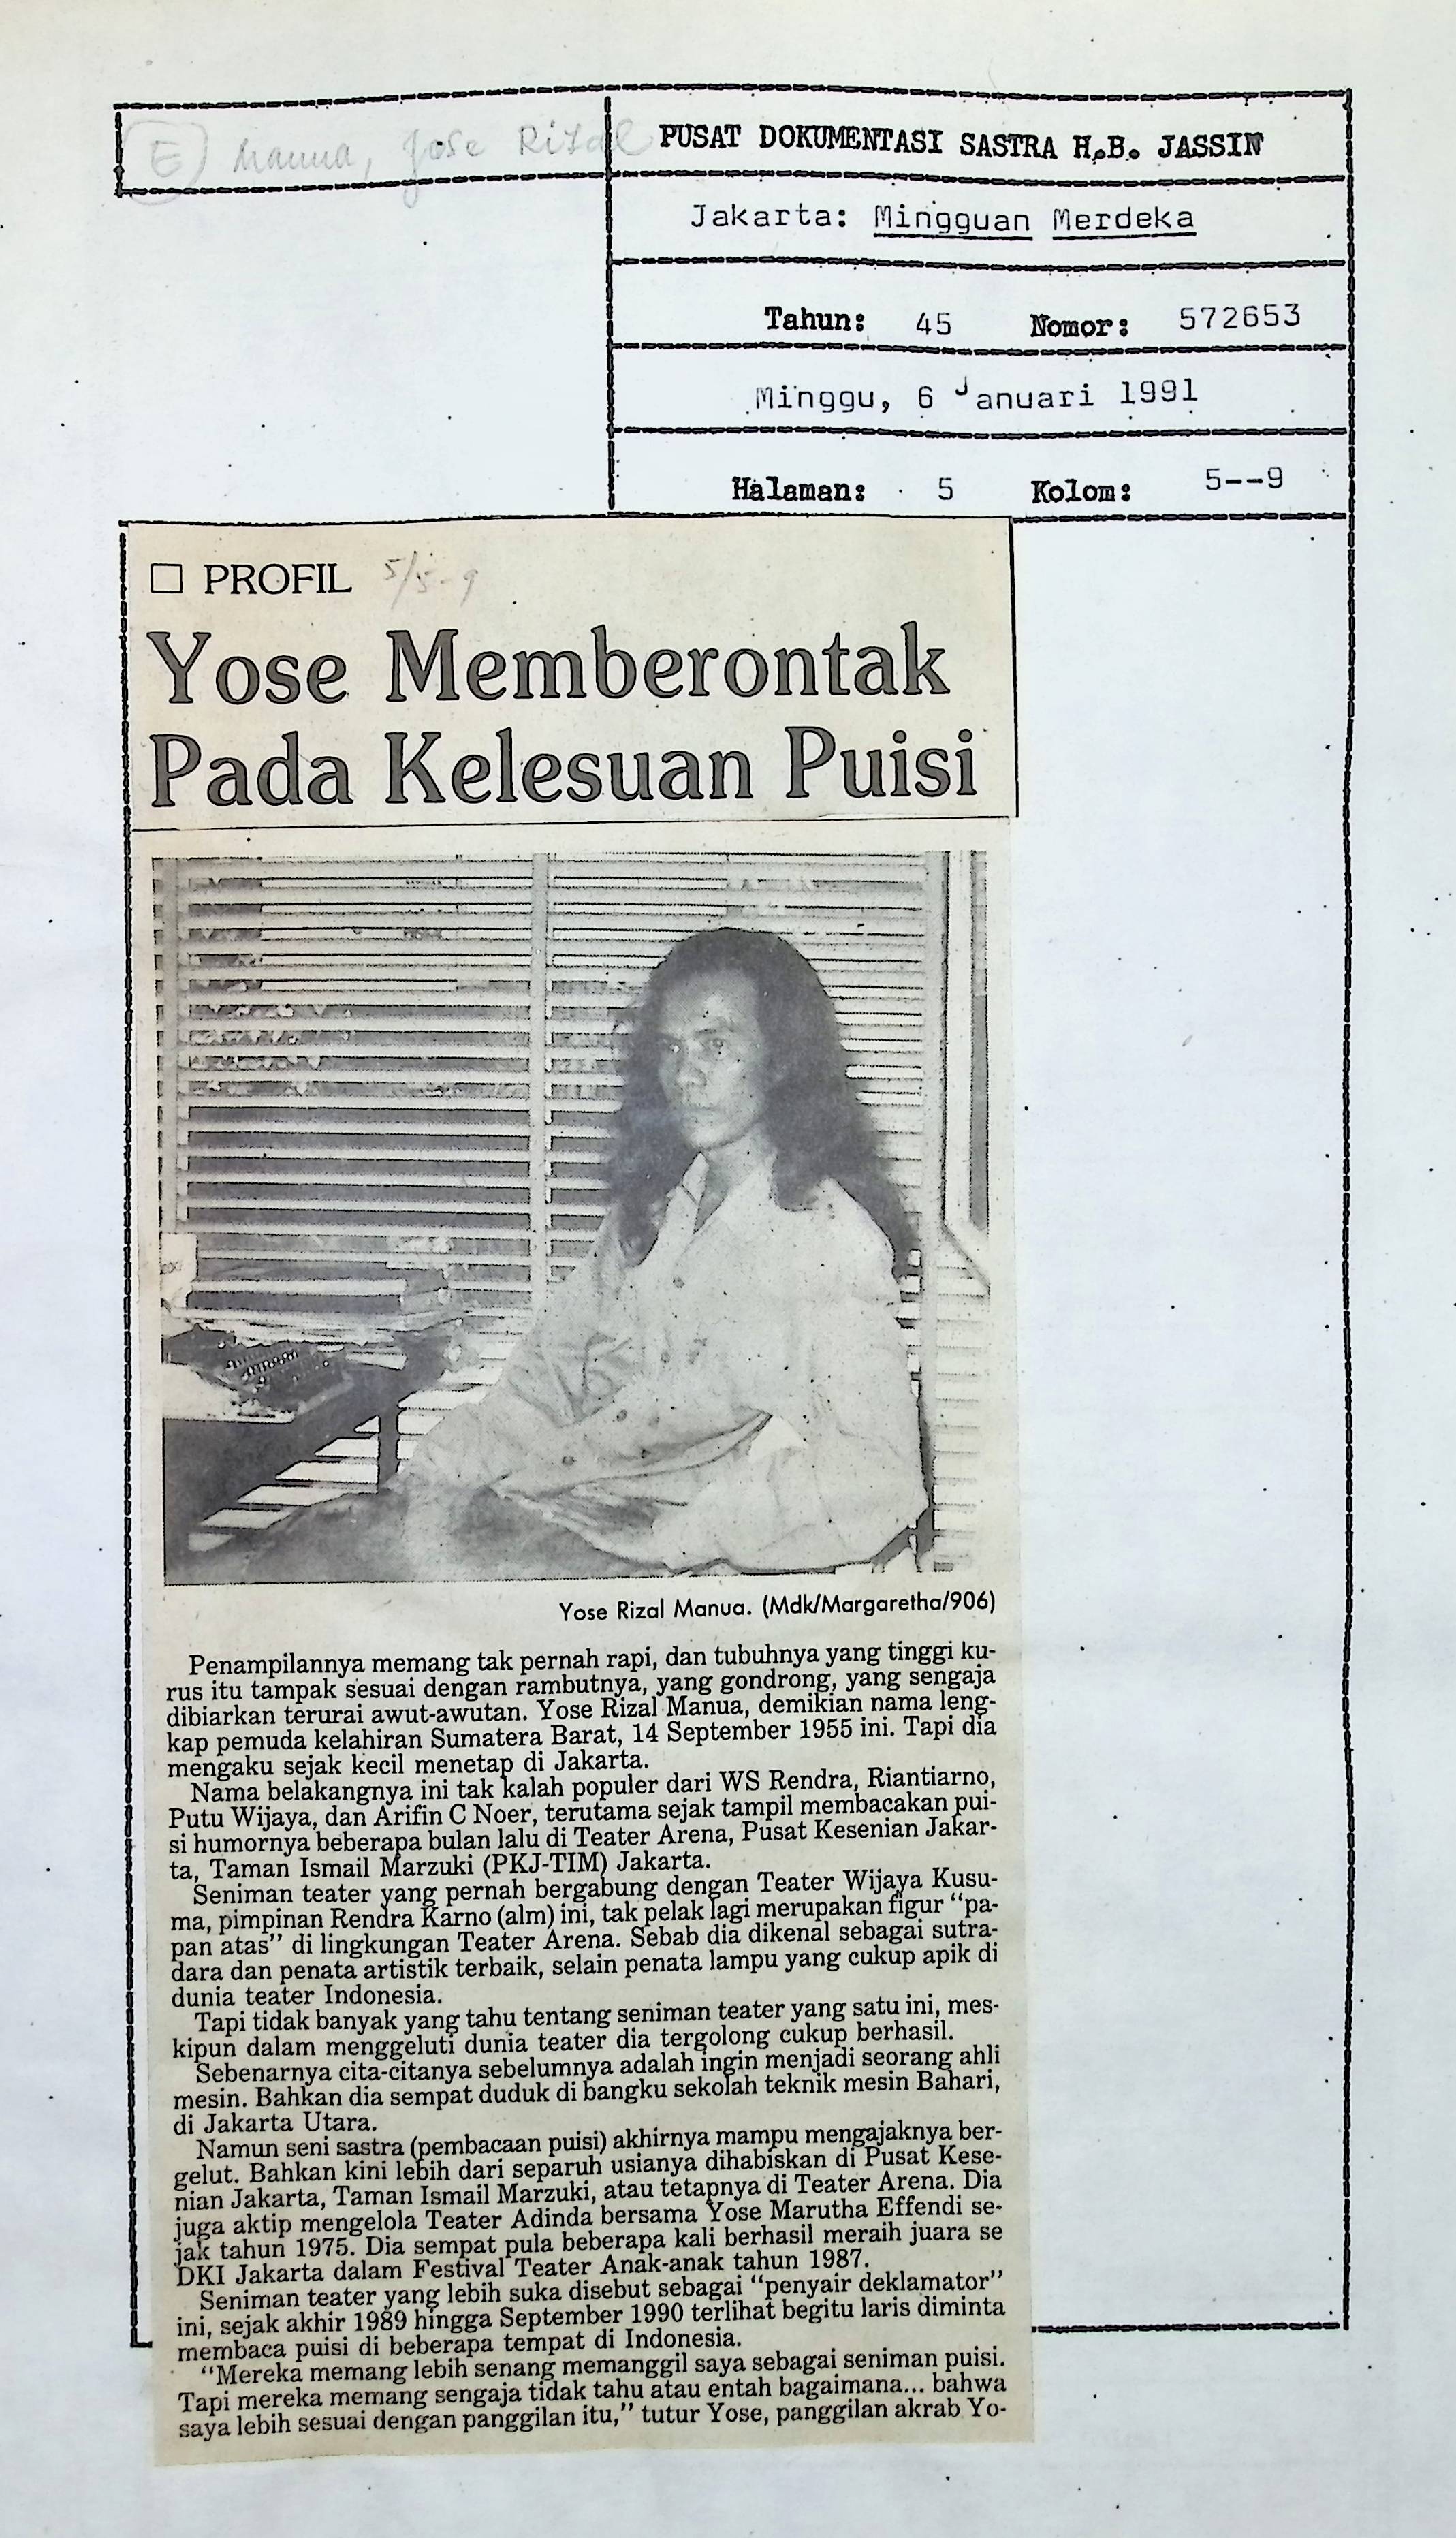 (E) Manua, Jose Rizal
PUSAT DOKUMENTASI SASTRA H.B. JASSIN
Jakarta: Mingguan Merdeka
Tahun: 45 Nomor: 572653
Minggu, 6 Januari 1991
Halaman: 5 Kolom: 5--9
□ PROFIL 5/5-9
Yose Memberontak
Pada Kelesuan Puisi
Yose Rizal Manua. (Mdk/Margaretha/906)
Penampilannya memang tak pernah rapi, dan tubuhnya yang tinggi ku-
rus itu tampak sesuai dengan rambutnya, yang gondrong, yang sengaja
dibiarkan terurai awut-awutan. Yose Rizal Manua, demikian nama leng-
kap pemuda kelahiran Sumatera Barat, 14 September 1955 ini. Tapi dia
mengaku sejak kecil menetap di Jakarta.
Nama belakangnya ini tak kalah populer dari WS Rendra, Riantiarno,
Putu Wijaya, dan Arifin C Noer, terutama sejak tampil membacakan pui-
si humornya beberapa bulan lalu di Teater Arena, Pusat Kesenian Jakar-
ta, Taman Ismail Marzuki (PKJ-TIM) Jakarta.
Seniman teater yang pernah bergabung dengan Teater Wijaya Kusu-
ma, pimpinan Rendra Karno (alm) ini, tak pelak lagi merupakan figur "pa-
pan atas" di lingkungan Teater Arena. Sebab dia dikenal sebagai sutra-
dara dan penata artistik terbaik, selain penata lampu yang cukup apik di
dunia teater Indonesia.
Tapi tidak banyak yang tahu tentang seniman teater yang satu ini, mes-
kipun dalam menggeluti dunia teater dia tergolong cukup berhasil.
Sebenarnya cita-citanya sebelumnya adalah ingin menjadi seorang ahli
mesin. Bahkan dia sempat duduk di bangku sekolah teknik mesin Bahari,
di Jakarta Utara.
Namun seni sastra (pembacaan puisi) akhirnya mampu mengajaknya ber-
gelut. Bahkan kini lebih dari separuh usianya dihabiskan di Pusat Kese-
nian Jakarta, Taman Ismail Marzuki, atau tetapnya di Teater Arena. Dia
juga aktip mengelola Teater Adinda bersama Yose Marutha Effendi se-
jak tahun 1975. Dia sempat pula beberapa kali berhasil meraih juara se
DKI Jakarta dalam Festival Teater Anak-anak tahun 1987.
Seniman teater yang lebih suka disebut sebagai "penyair deklamator"
ini, sejak akhir 1989 hingga September 1990 terlihat begitu laris diminta
membaca puisi di beberapa tempat di Indonesia.
"Mereka memang lebih senang memanggil saya sebagai seniman puisi.
Tapi mereka memang sengaja tidak tahu atau entah bagaimana... bahwa
saya lebih sesuai dengan panggilan itu," tutur Yose, panggilan akrab Yo-